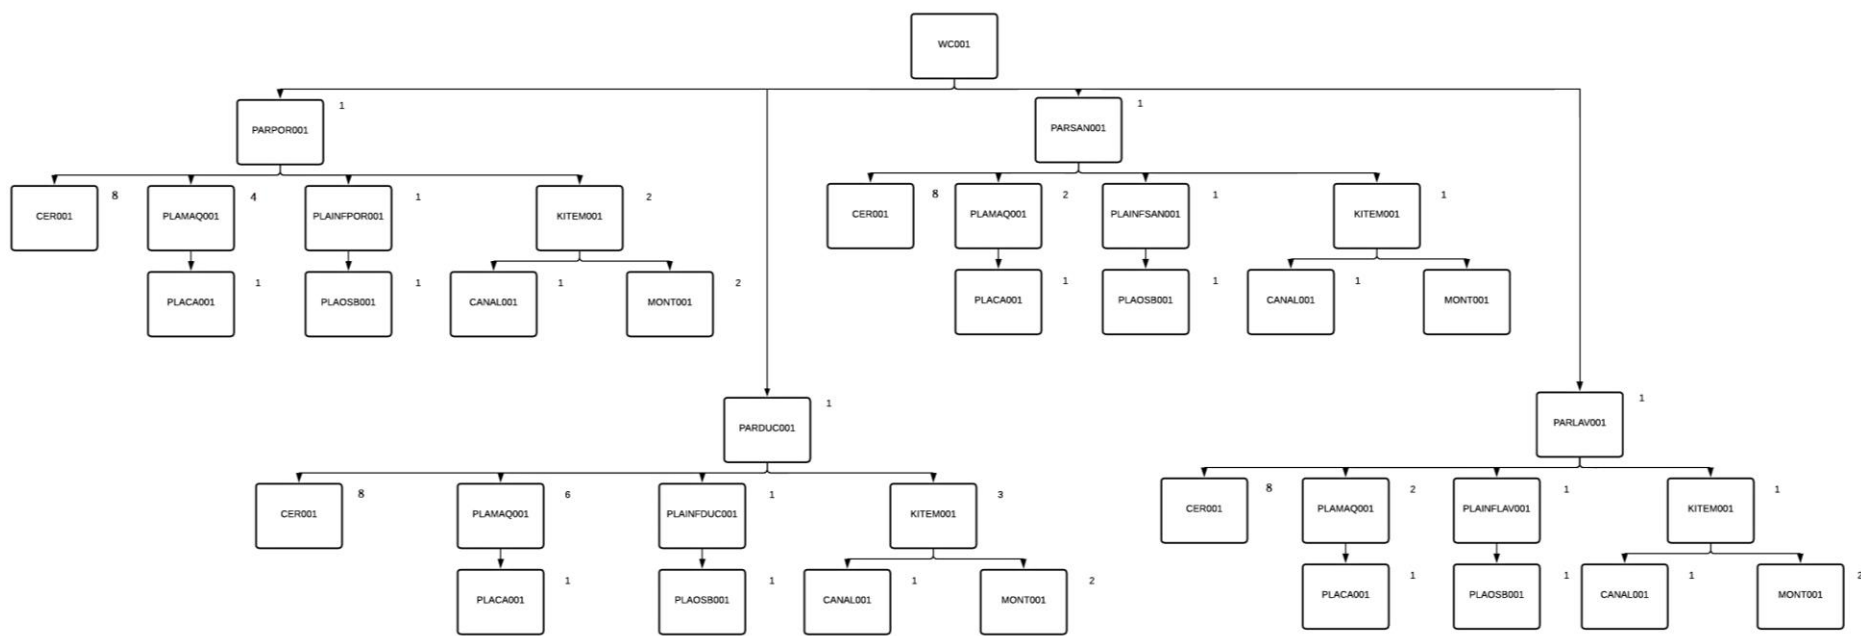 WC001
1
1
PARPOR001
PARSAN001
8
4
1
2
8
2
1
1
CER001
PLAMAQ001
PLAINFPOR001
KITEM001
CER001
PLAMAQ001
PLAINFSAN001
KITEM001
1
1
1
2
1
1
1
PLACA001
PLAOSB001
CANAL001
MONT001
PLACA001
PLAOSB001
CANAL001
MONT001
1
1
PARDUC001
PARLAV001
8
6
1
3
8
2
1
1
CER001
PLAMAQ001
PLAINFDUC001
KITEM001
CER001
PLAMAQ001
PLAINFLAV001
KITEM001
1
1
1
2
1
1
1
2
PLACA001
PLAOSB001
CANAL001
MONT001
PLACA001
PLAOSB001
CANAL001
MONT001